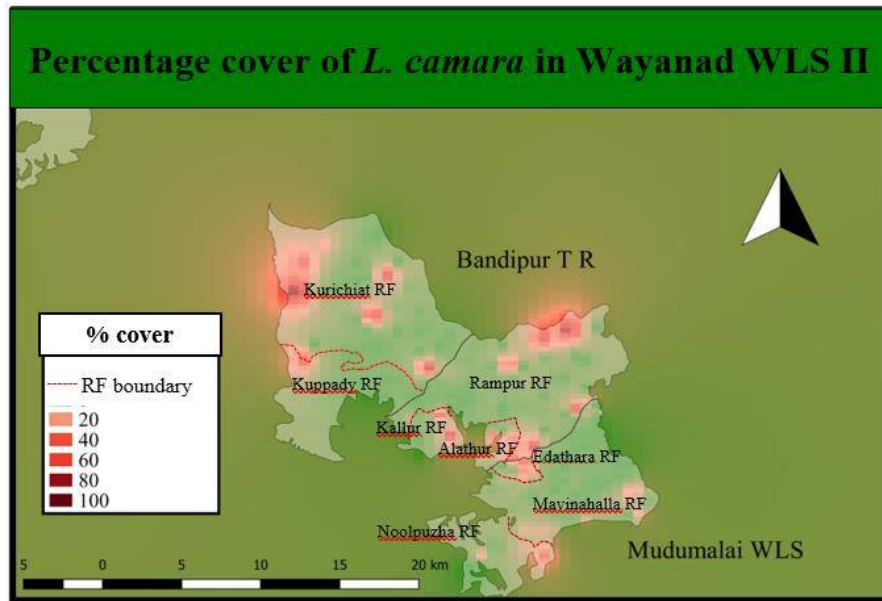 Percentage cover of L. camara in Wayanad WLS II
Bandipur T R
Kurichiat RF
% cover
RF boundary
20
40
60
80
100
Kuppady RF
Rampur RF
Kallur RF
Alathur RF
Edathara RF
Mavinahalla RF
Noolpuzha RF
Mudumalai WLS
5 0 5 10 15 20 km